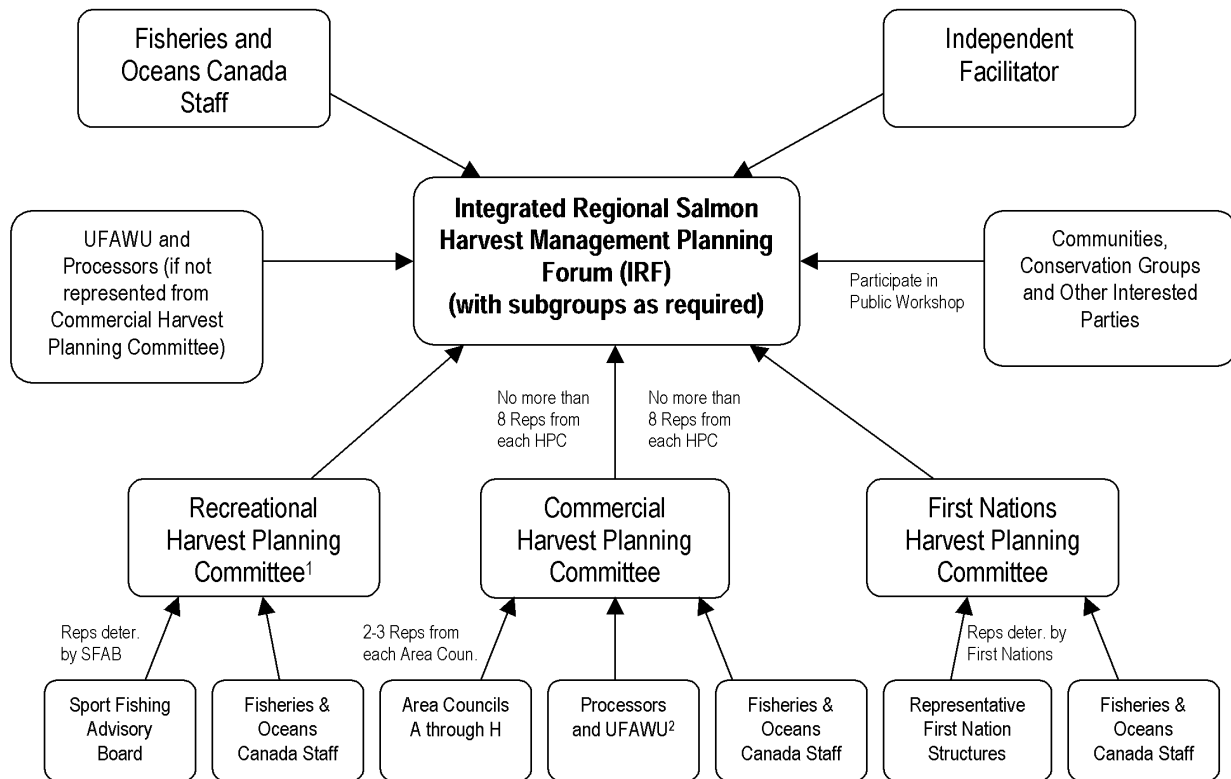 Fisheries and
Oceans Canada
Staff
Independent
Facilitator
Integrated Regional Salmon
Harvest Management Planning
Forum (IRF)
(with subgroups as required)
UFAWU and
Processors (if not
represented from
Commercial Harvest
Planning Committee)
Participate in
Public Workshop
Communities,
Conservation Groups
and Other Interested
Parties
No more than
8 Reps from
each HPC
No more than
8 Reps from
each HPC
Recreational
Harvest Planning
Committee¹
Commercial
Harvest Planning
Committee
First Nations
Harvest Planning
Committee
Reps deter.
by SFAB
2-3 Reps from
each Area Coun.
Reps deter. by
First Nations
Sport Fishing
Advisory
Board
Fisheries &
Oceans
Canada Staff
Area Councils
A through H
Processors
and UFAWU²
Fisheries &
Oceans
Canada Staff
Representative
First Nation
Structures
Fisheries &
Oceans
Canada Staff